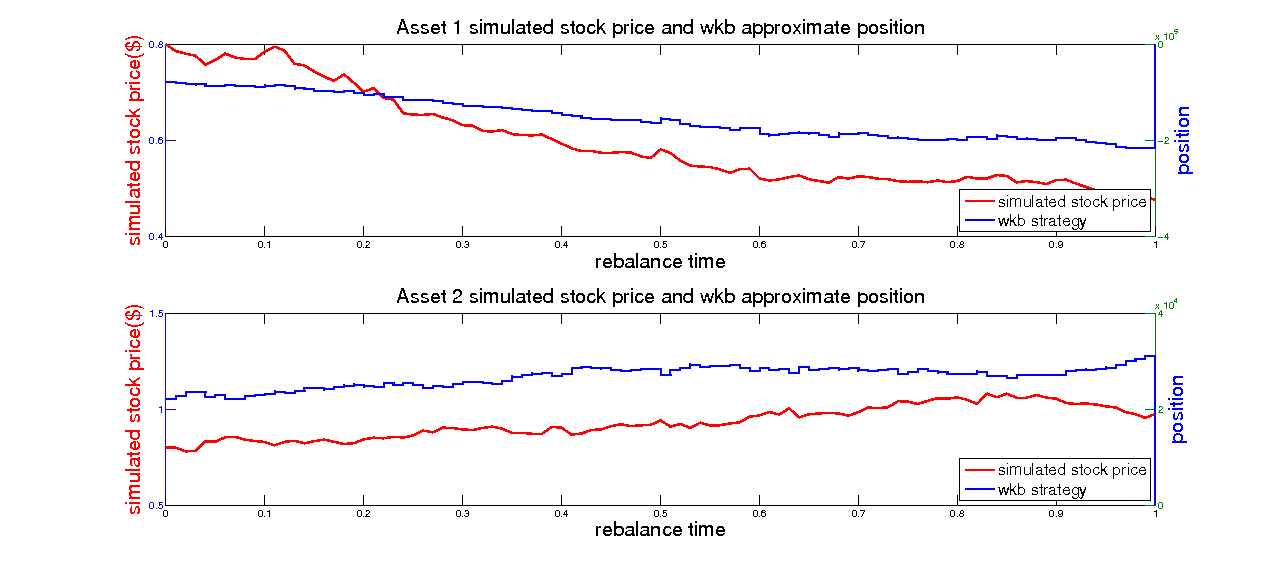 Asset 1 simulated stock price and wkb approximate position
simulated stock price($)
0.8
0.6
0.4
0
0.1
0.2
0.3
0.4
0.5
0.6
0.7
0.8
0.9
1
rebalance time
0
−2
−4
position
simulated stock price
wkb strategy
Asset 2 simulated stock price and wkb approximate position
simulated stock price($)
1.5
1
0.5
0
0.1
0.2
0.3
0.4
0.5
0.6
0.7
0.8
0.9
1
rebalance time
x 10^4
4
2
0
position
simulated stock price
wkb strategy